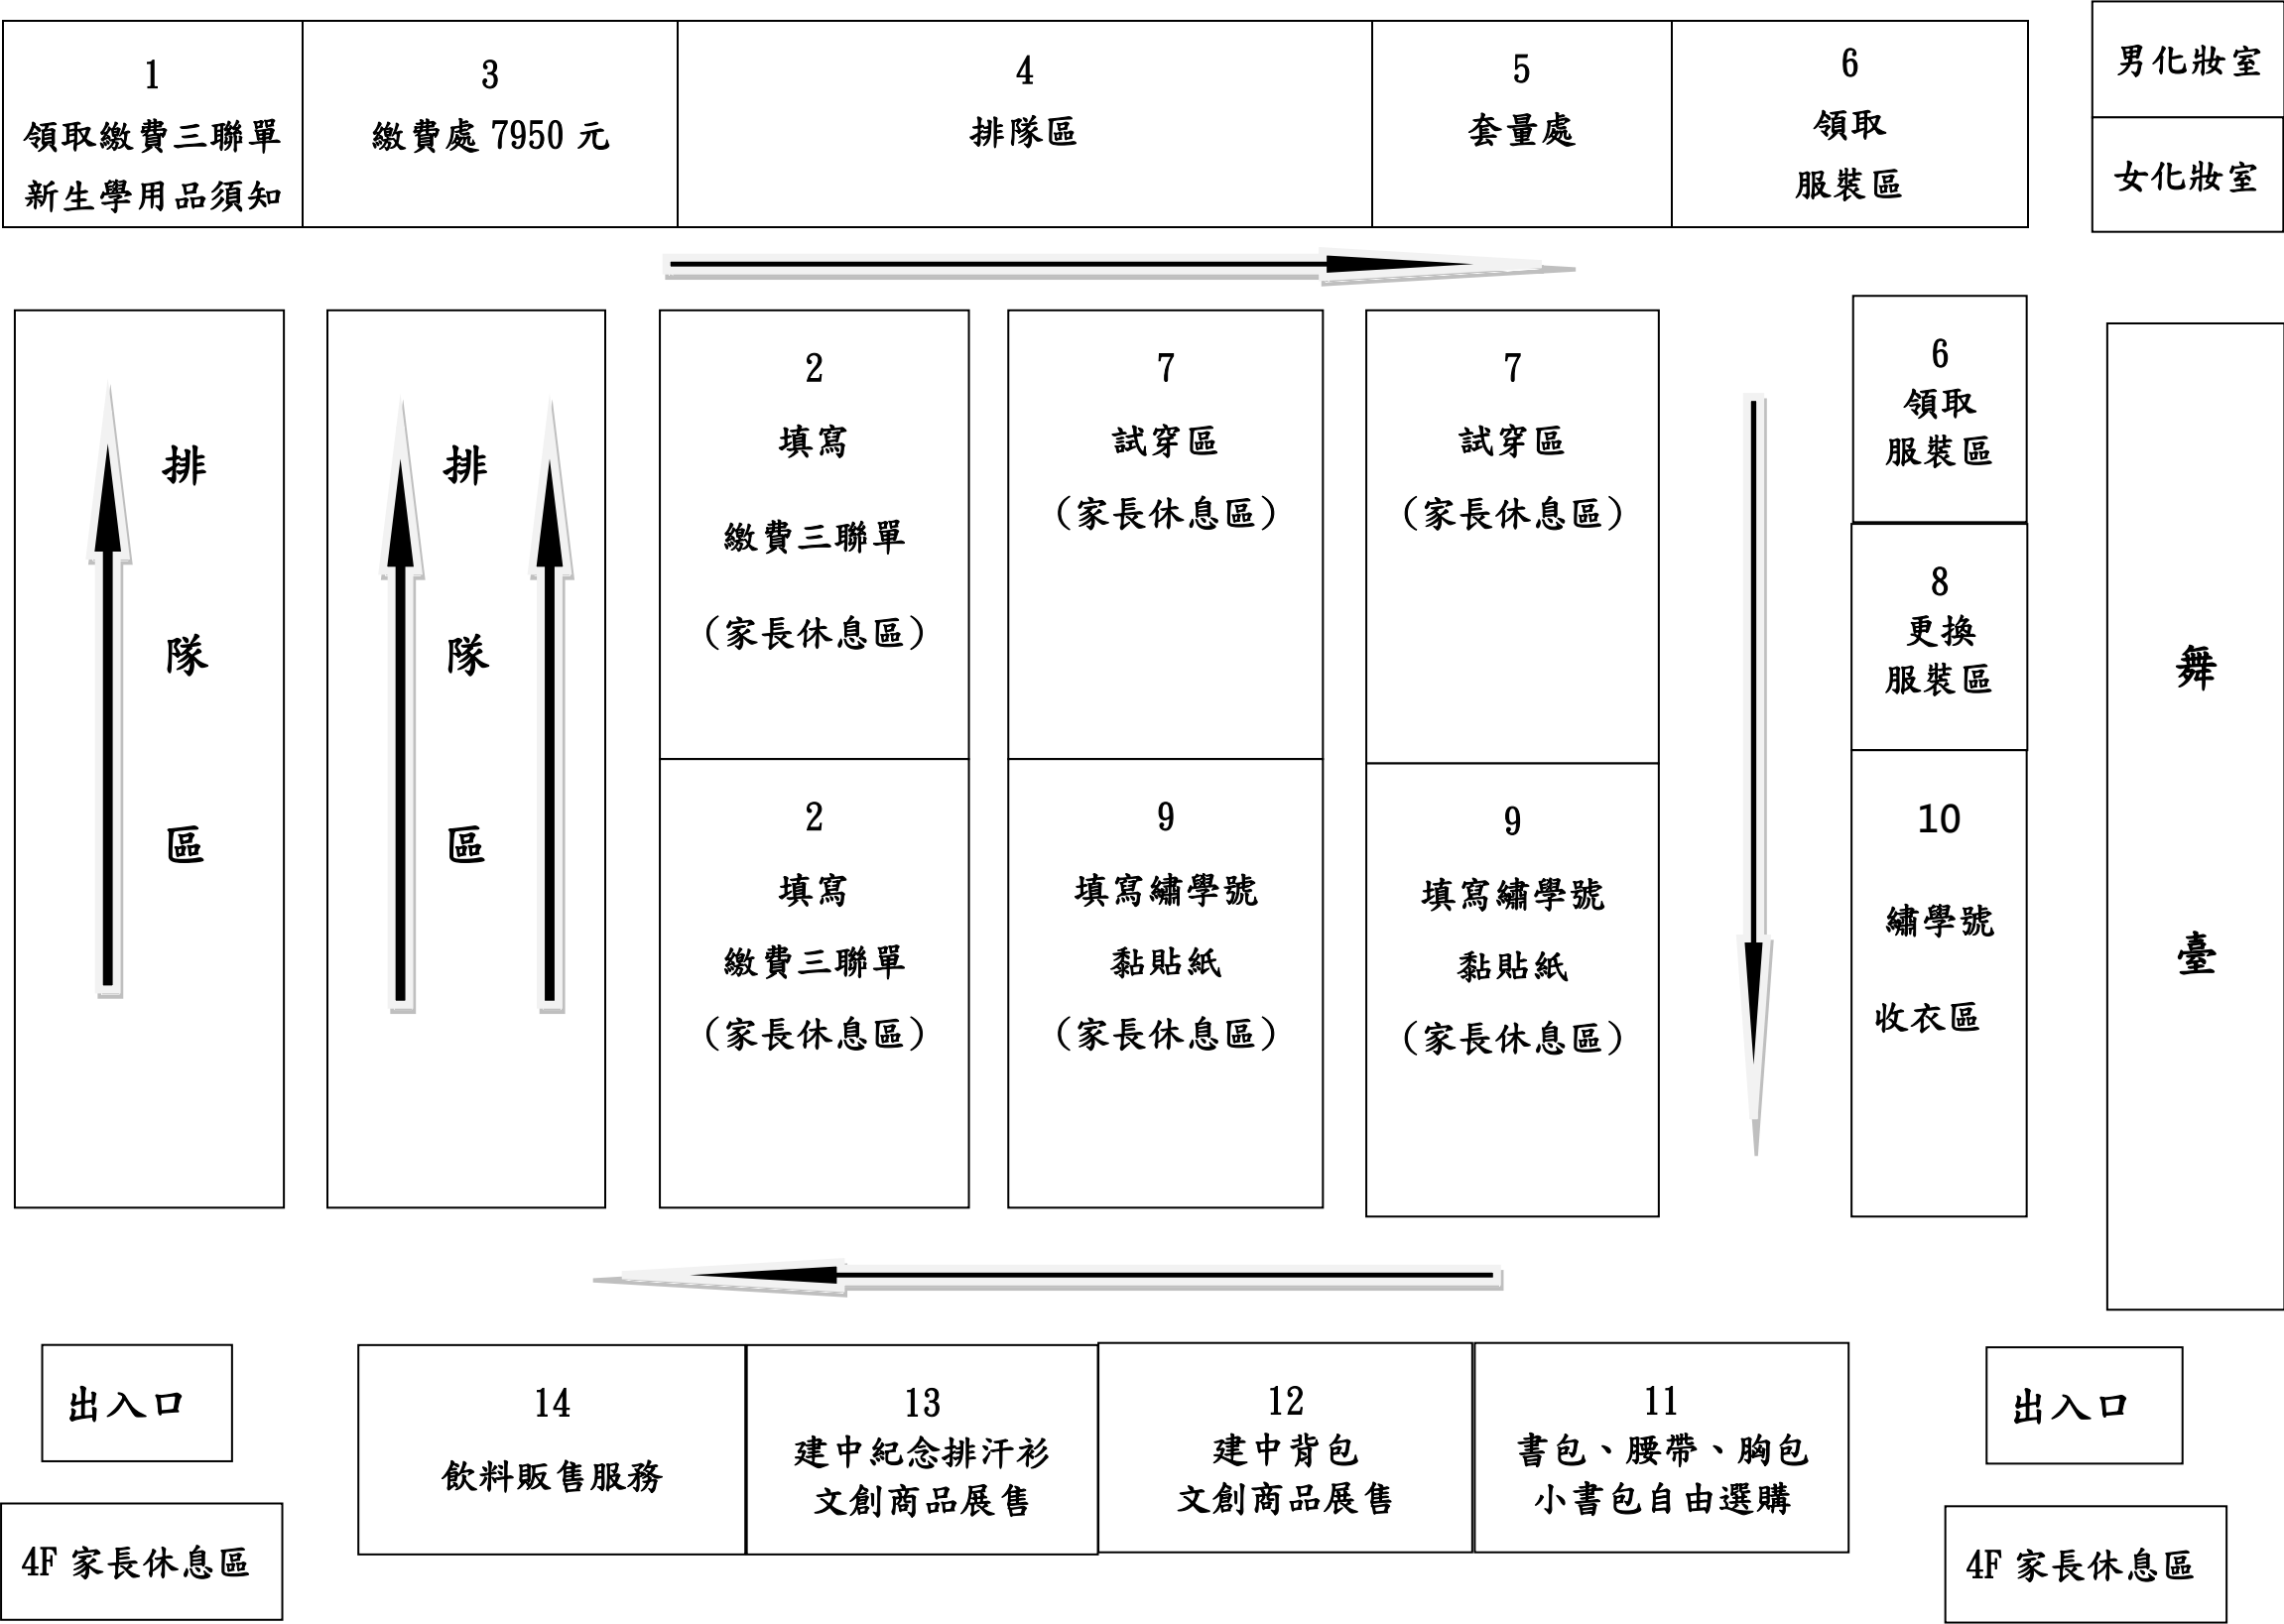 1
領取繳費三聯單
新生學用品須知
3
繳費處 7950 元
4
排隊區
5
套量處
6
領取
服裝區
男化妝室
女化妝室
排
隊
區
排
隊
區
2
填寫
繳費三聯單
（家長休息區）
7
試穿區
（家長休息區）
7
試穿區
（家長休息區）
6
領取
服裝區
8
更換
服裝區
舞
臺
2
填寫
繳費三聯單
（家長休息區）
9
填寫繡學號
黏貼紙
（家長休息區）
9
填寫繡學號
黏貼紙
（家長休息區）
10
繡學號
收衣區
出入口
4F 家長休息區
14
飲料販售服務
13
建中紀念排汗衫
文創商品展售
12
建中背包
文創商品展售
11
書包、腰帶、胸包
小書包自由選購
出入口
4F 家長休息區